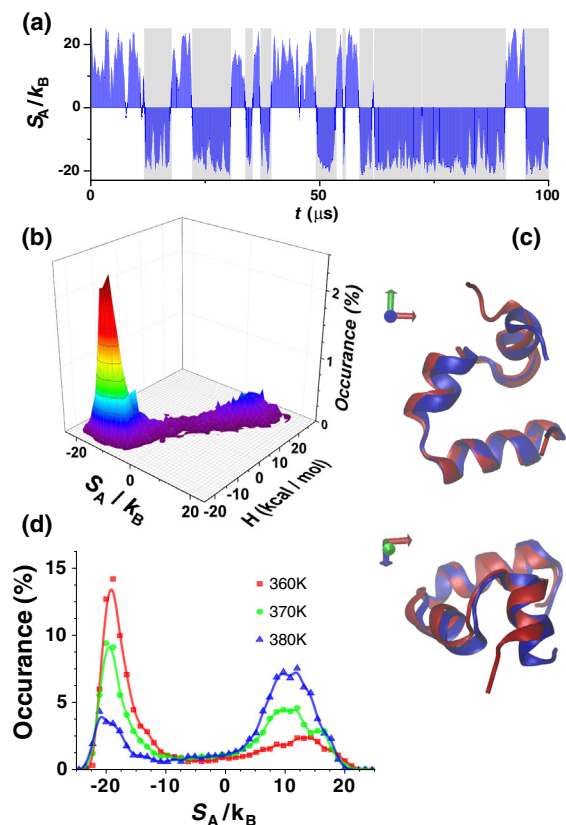 (a)
20
0
-20
S_A/k_B
0 50 100
t (μs)
(b)
(c)
2
1
0
Occurance (%)
-20
0
20
S_A / k_B
-20
-10
0
10
20
H (kcal / mol)
(d)
15
10
5
0
Occurance (%)
360K
370K
380K
-20 -10 0 10 20
S_A/k_B